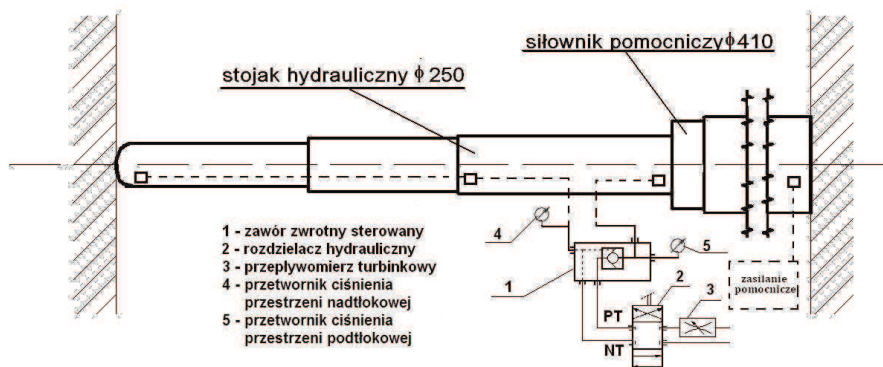 siłownik pomocniczy ϕ 410
stojak hydrauliczny ϕ 250
1 - zawór zwrotny sterowany
2 - rozdzielacz hydrauliczny
3 - przepływomierz turbinkowy
4 - przetwornik ciśnienia
przestrzeni nadtłokowej
5 - przetwornik ciśnienia
przestrzeni podtłokowej
4
5
1
2
3
PT
NT
zasilanie
pomocnicze